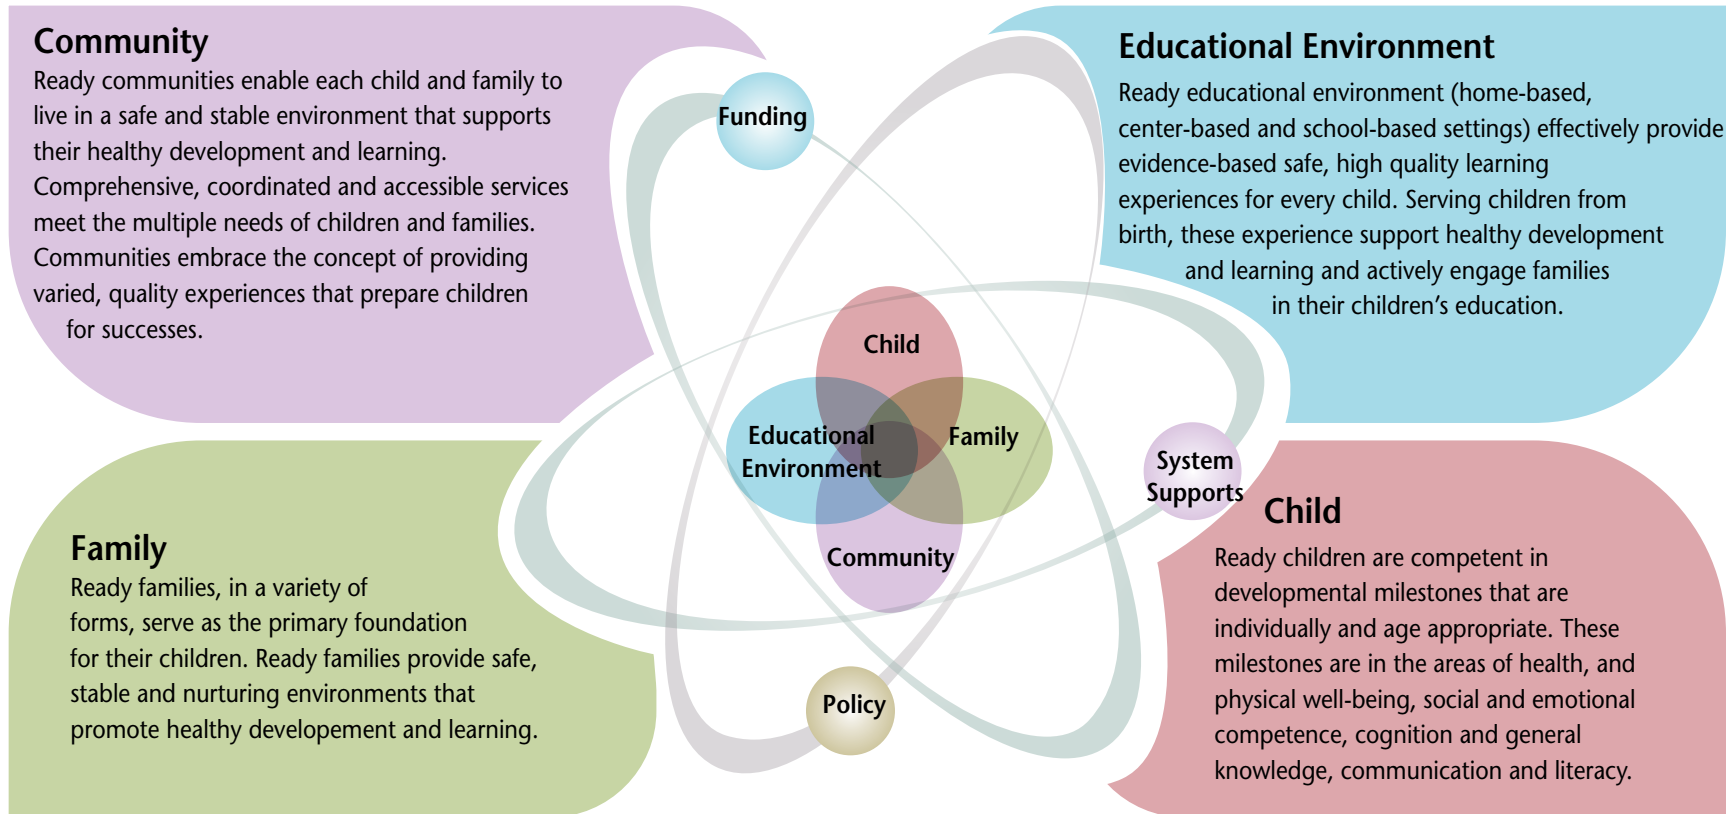 Community
Ready communities enable each child and family to
live in a safe and stable environment that supports
their healthy development and learning.
Comprehensive, coordinated and accessible services
meet the multiple needs of children and families.
Communities embrace the concept of providing
varied, quality experiences that prepare children
for successes.
Educational Environment
Ready educational environment (home-based,
center-based and school-based settings) effectively provide
evidence-based safe, high quality learning
experiences for every child. Serving children from
birth, these experience support healthy development
and learning and actively engage families
in their children’s education.
Funding
Child
Educational
Environment
Family
Community
System
Supports
Policy
Family
Ready families, in a variety of
forms, serve as the primary foundation
for their children. Ready families provide safe,
stable and nurturing environments that
promote healthy developement and learning.
Child
Ready children are competent in
developmental milestones that are
individually and age appropriate. These
milestones are in the areas of health, and
physical well-being, social and emotional
competence, cognition and general
knowledge, communication and literacy.